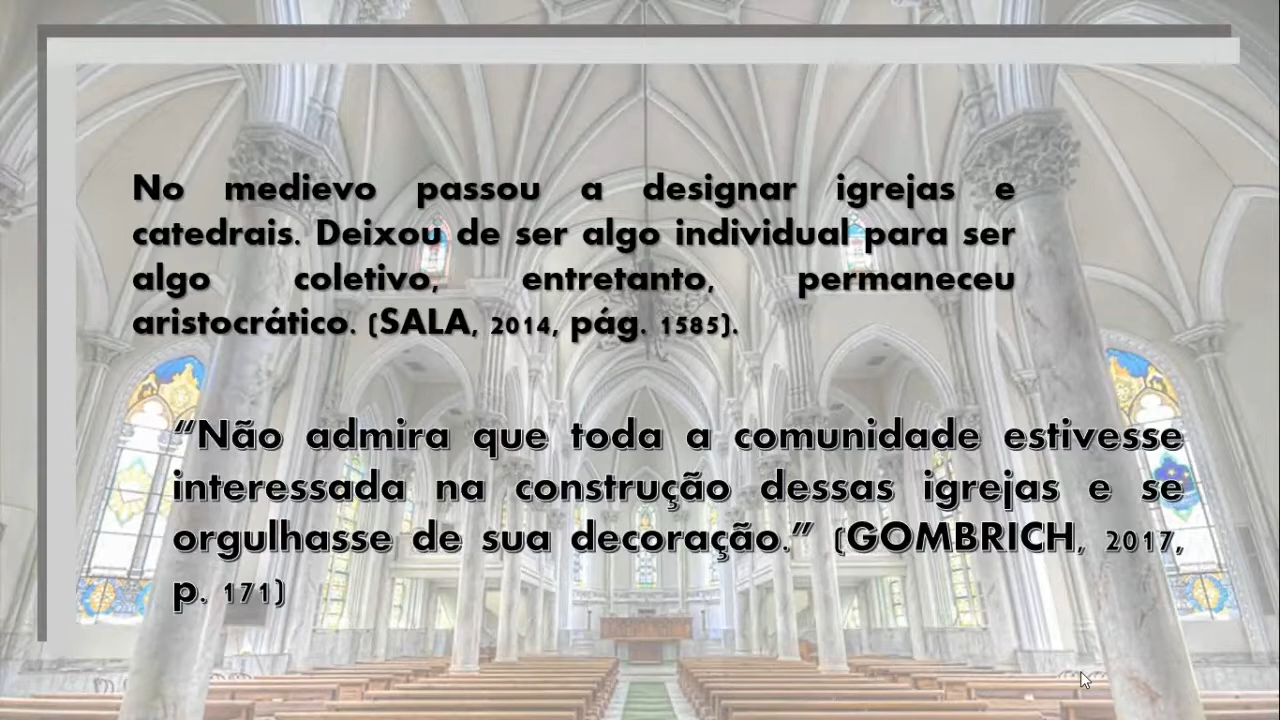 No medievo passou a designar igrejas e
catedrais. Deixou de ser algo individual para ser
algo coletivo, entretanto, permaneceu
aristocrático. (SALA, 2014, pág. 1585).
“Não admira que toda a comunidade estivesse
interessada na construção dessas igrejas e se
orgulhasse de sua decoração.” (GOMBRICH, 2017,
p. 171)